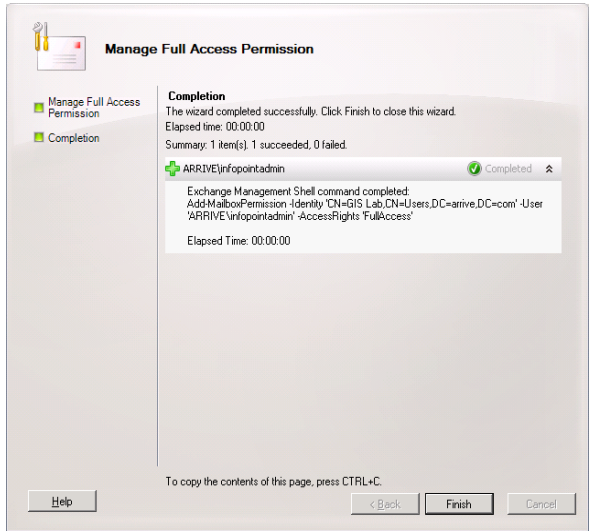 Manage Full Access Permission
Manage Full Access
Permission
Completion
Completion
The wizard completed successfully. Click Finish to close this wizard.
Elapsed time: 00:00:00
Summary: 1 item(s). 1 succeeded, 0 failed.
ARRIVE\infopointadmin
Completed
Exchange Management Shell command completed:
Add-MailboxPermission -Identity 'CN=GIS Lab,CN=Users,DC=arrive,DC=com' -User
'ARRIVE\infopointadmin' -AccessRights 'FullAccess'
Elapsed Time: 00:00:00
To copy the contents of this page, press CTRL+C.
Help
< Back
Finish
Cancel